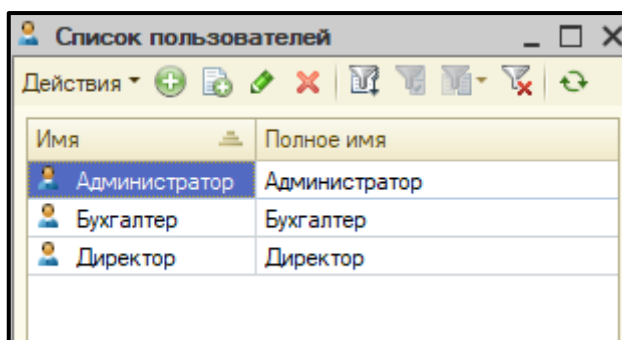 Список пользователей
Действия
Имя Полное имя
Администратор Администратор
Бухгалтер Бухгалтер
Директор Директор